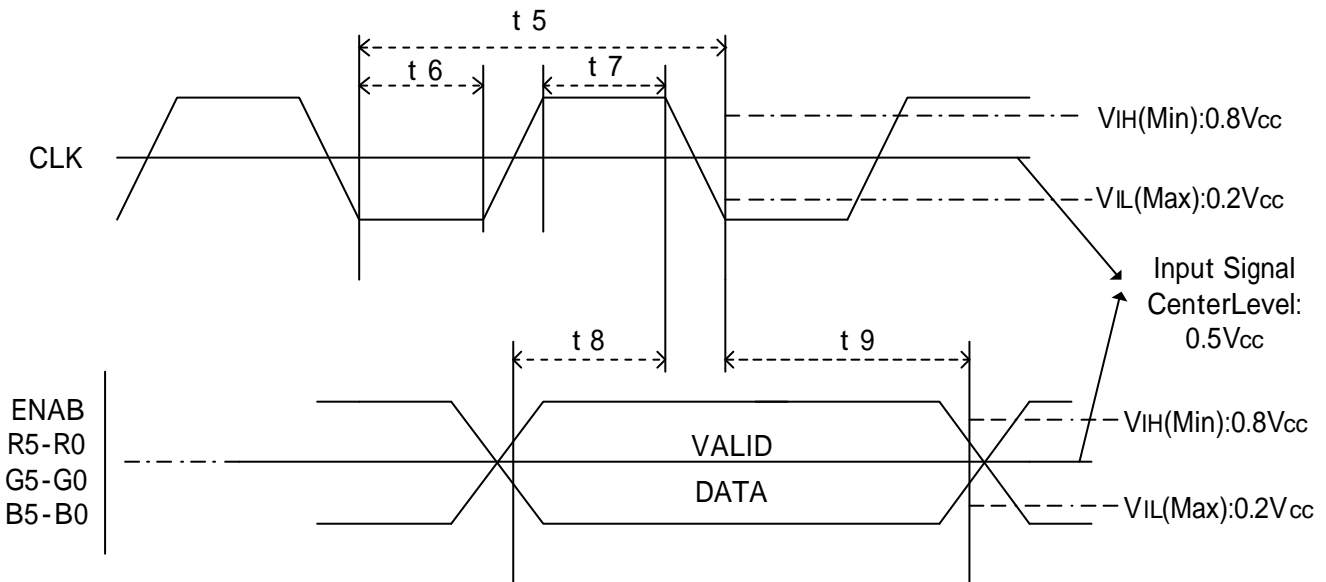 t 5
t 6
t 7
VIH(Min):0.8Vcc
CLK
VIL(Max):0.2Vcc
Input Signal
CenterLevel:
0.5Vcc
t 8
t 9
ENAB
R5-R0
G5-G0
B5-B0
VALID
DATA
VIH(Min):0.8Vcc
VIL(Max):0.2Vcc